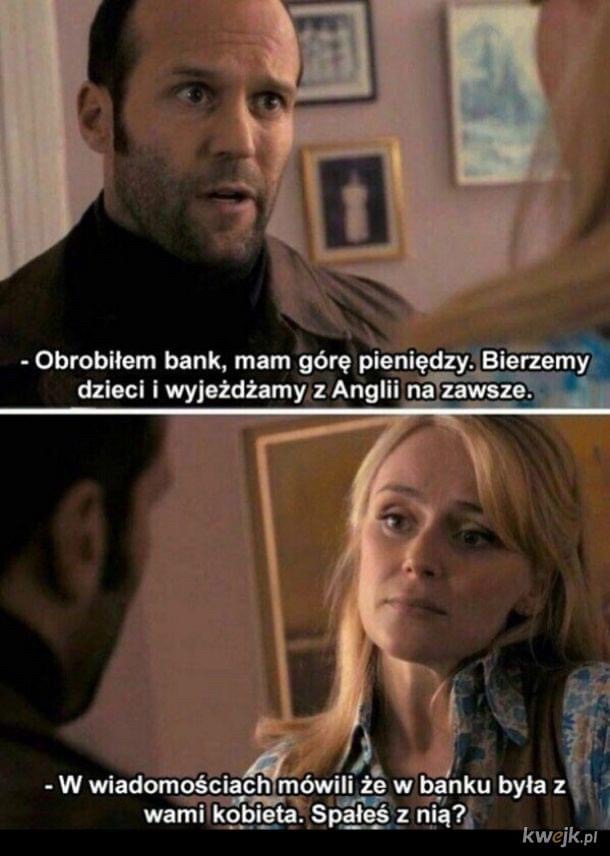 - Obrobiłem bank, mam górę pieniędzy. Bierzemy
dzieci i wyjeżdżamy z Anglii na zawsze.
- W wiadomościach mówili że w banku była z
wami kobieta. Spałeś z nią?
kwejk.pl